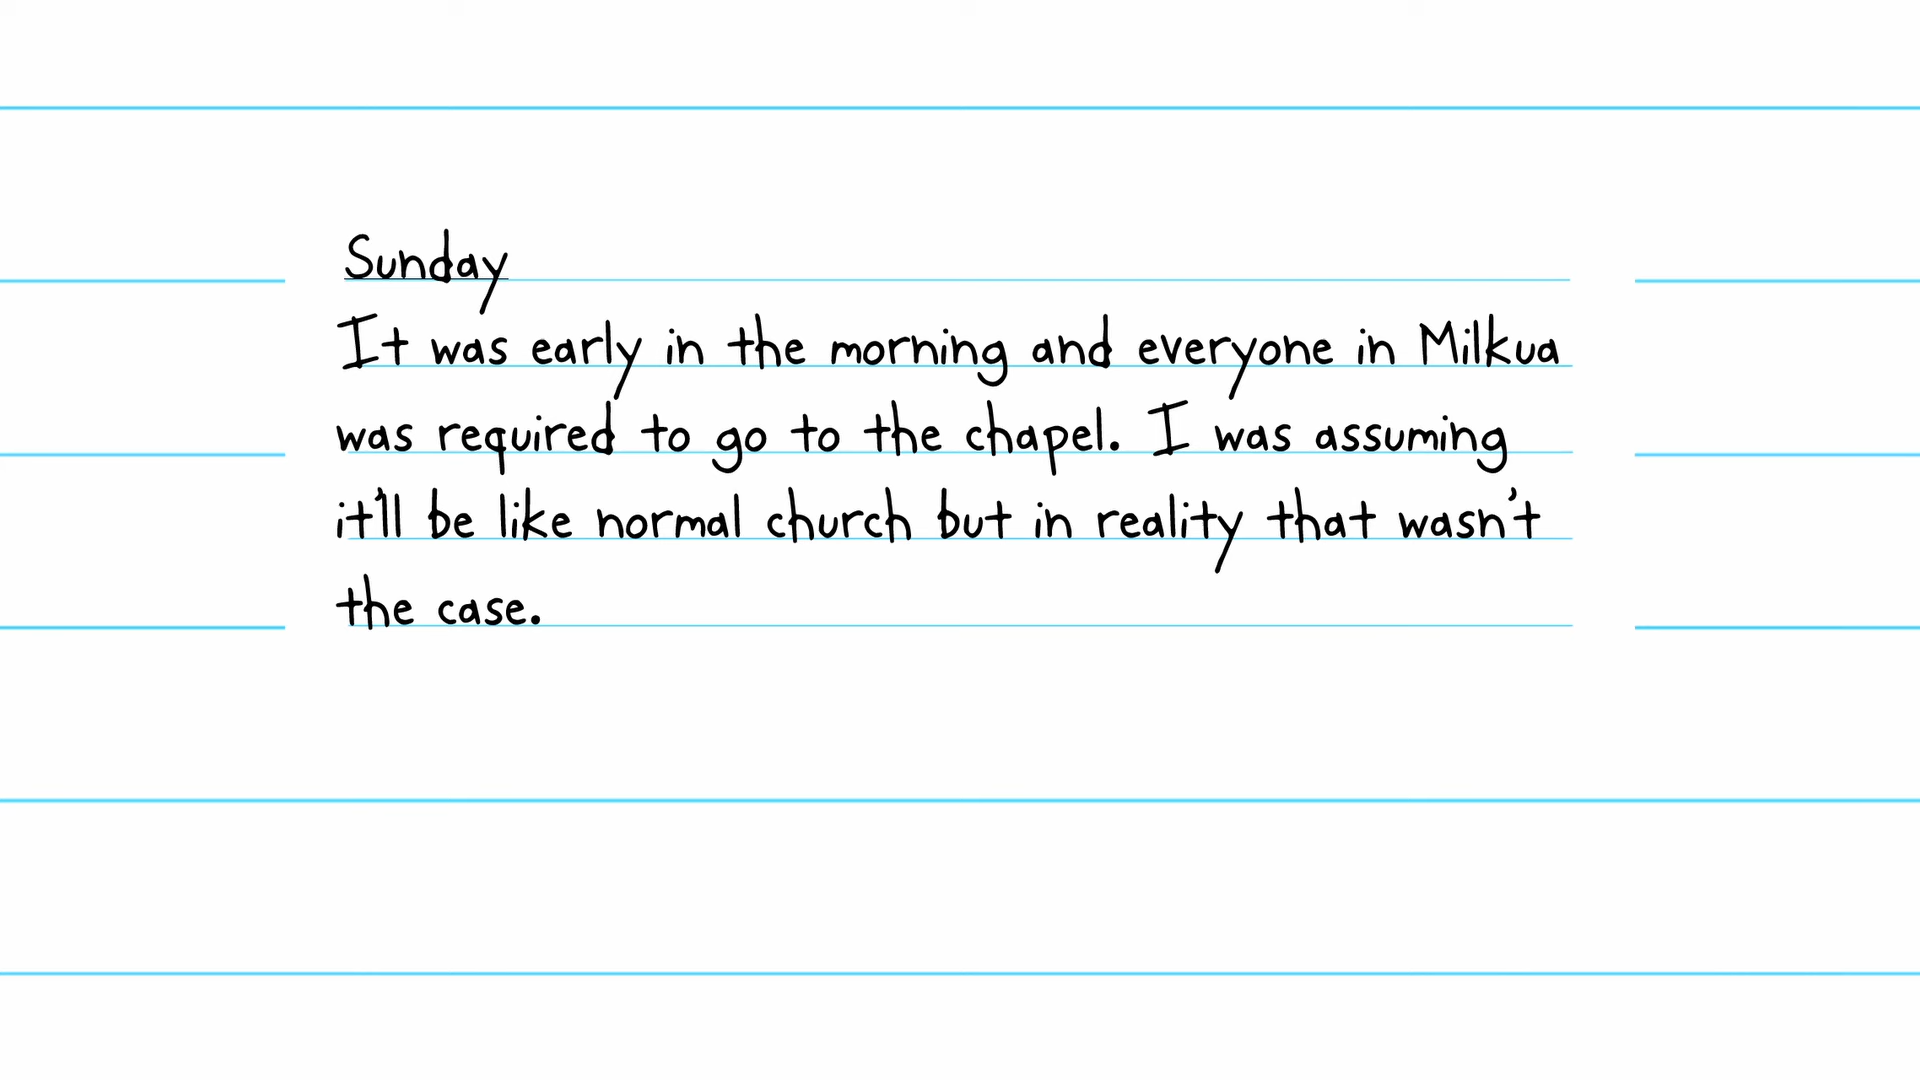 Sunday
It was early in the morning and everyone in Milkua
was required to go to the chapel. I was assuming
it'll be like normal church but in reality that wasn't
the case.